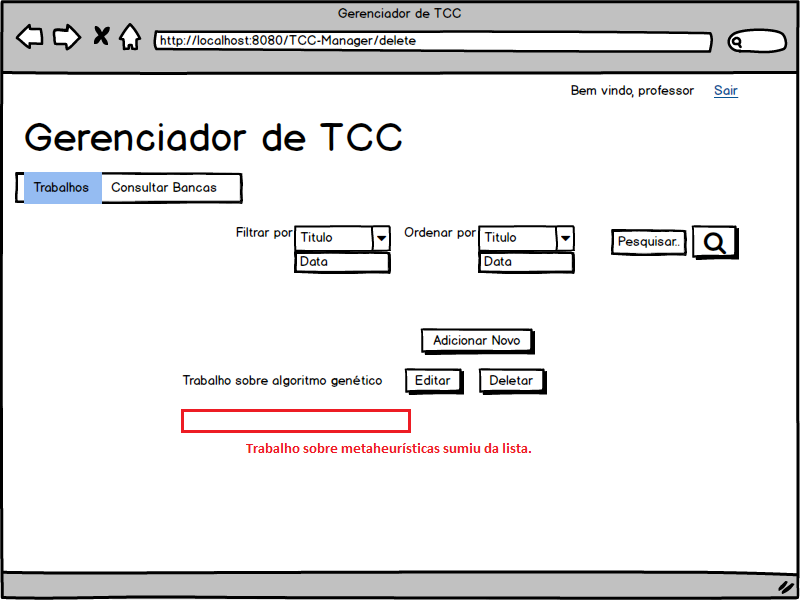 Gerenciador de TCC
http://localhost:8080/TCC-Manager/delete
Bem vindo, professor Sair
Gerenciador de TCC
Trabalhos Consultar Bancas
Filtrar por Titulo Ordenar por Titulo Pesquisar..
Data Data
Adicionar Novo
Trabalho sobre algoritmo genético Editar Deletar
Trabalho sobre metaheurísticas sumiu da lista.